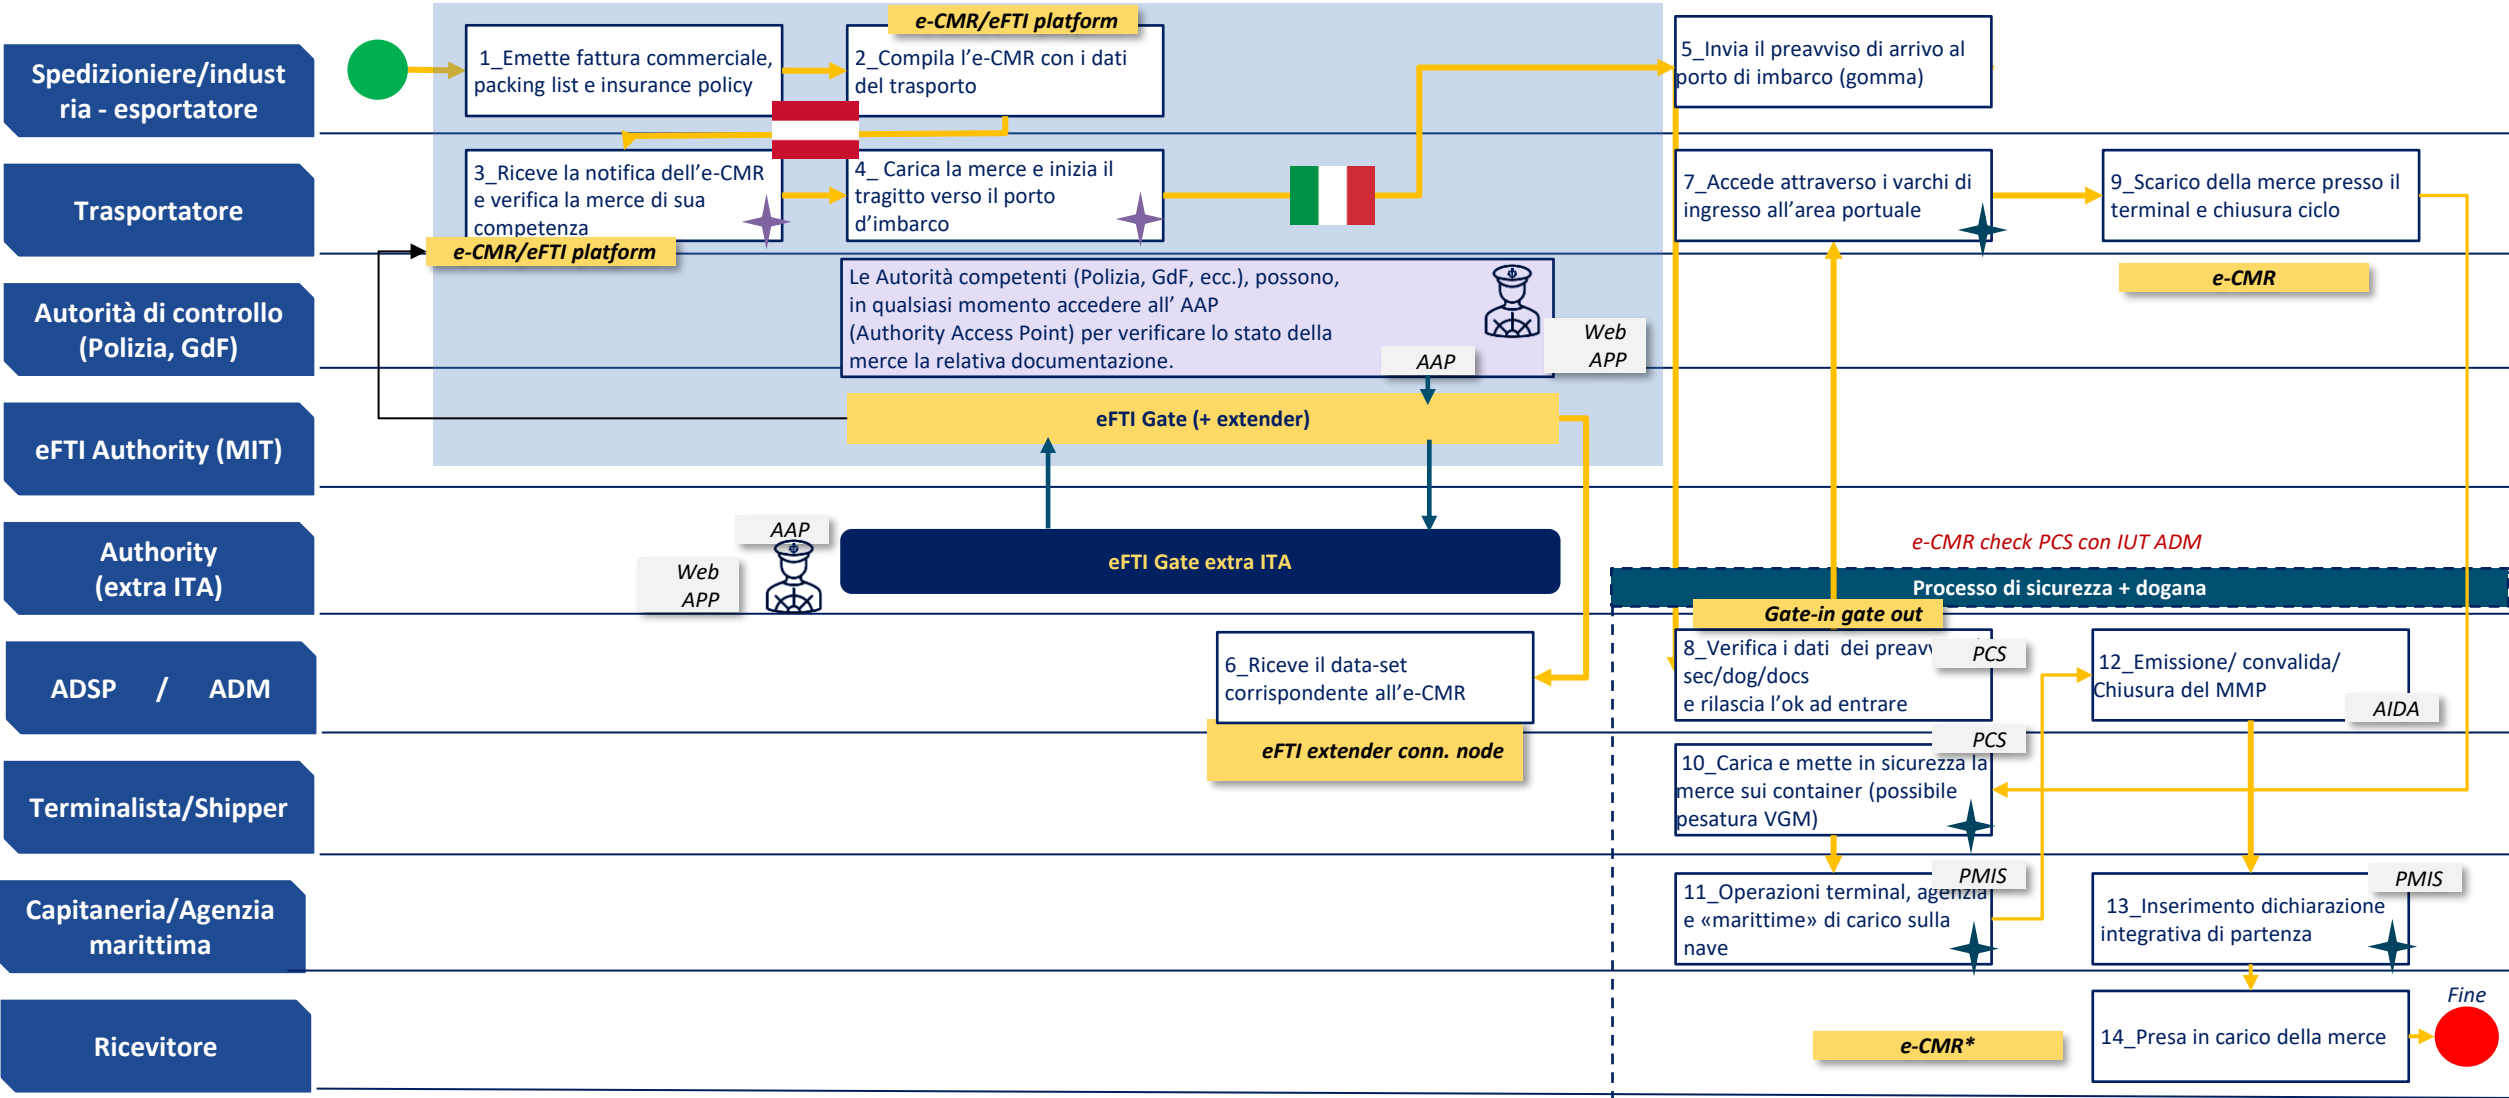 e-CMR/eFTI platform
Spedizioniere/indust
ria - esportatore
1_Emette fattura commerciale,
packing list e insurance policy
2_Compila l'e-CMR con i dati
del trasporto
5_Invia il preavviso di arrivo al
porto di imbarco (gomma)
Trasportatore
3_Riceve la notifica dell'e-CMR
e verifica la merce di sua
competenza
e-CMR/eFTI platform
4_ Carica la merce e inizia il
tragitto verso il porto
d'imbarco
7_Accede attraverso i varchi di
ingresso all'area portuale
9_Scarico della merce presso il
terminal e chiusura ciclo
e-CMR
Autorità di controllo
(Polizia, GdF)
Le Autorità competenti (Polizia, GdF, ecc.), possono,
in qualsiasi momento accedere all' AAP
(Authority Access Point) per verificare lo stato della
merce la relativa documentazione.
AAP
Web
APP
eFTI Authority (MIT)
eFTI Gate (+ extender)
Authority
(extra ITA)
AAP
Web
APP
eFTI Gate extra ITA
e-CMR check PCS con IUT ADM
Processo di sicurezza + dogana
Gate-in gate out
ADSP / ADM
6_Riceve il data-set
corrispondente all'e-CMR
eFTI extender conn. node
8_Verifica i dati dei preavv
sec/dog/docs
e rilascia l'ok ad entrare
PCS
12_Emissione/ convalida/
Chiusura del MMP
AIDA
Terminalista/Shipper
PCS
10_Carica e mette in sicurezza la
merce sui container (possibile
pesatura VGM)
Capitaneria/Agenzia
marittima
PMIS
11_Operazioni terminal, agenzia
e «marittime» di carico sulla
nave
PMIS
13_Inserimento dichiarazione
integrativa di partenza
Ricevitore
e-CMR*
14_Presa in carico della merce
Fine